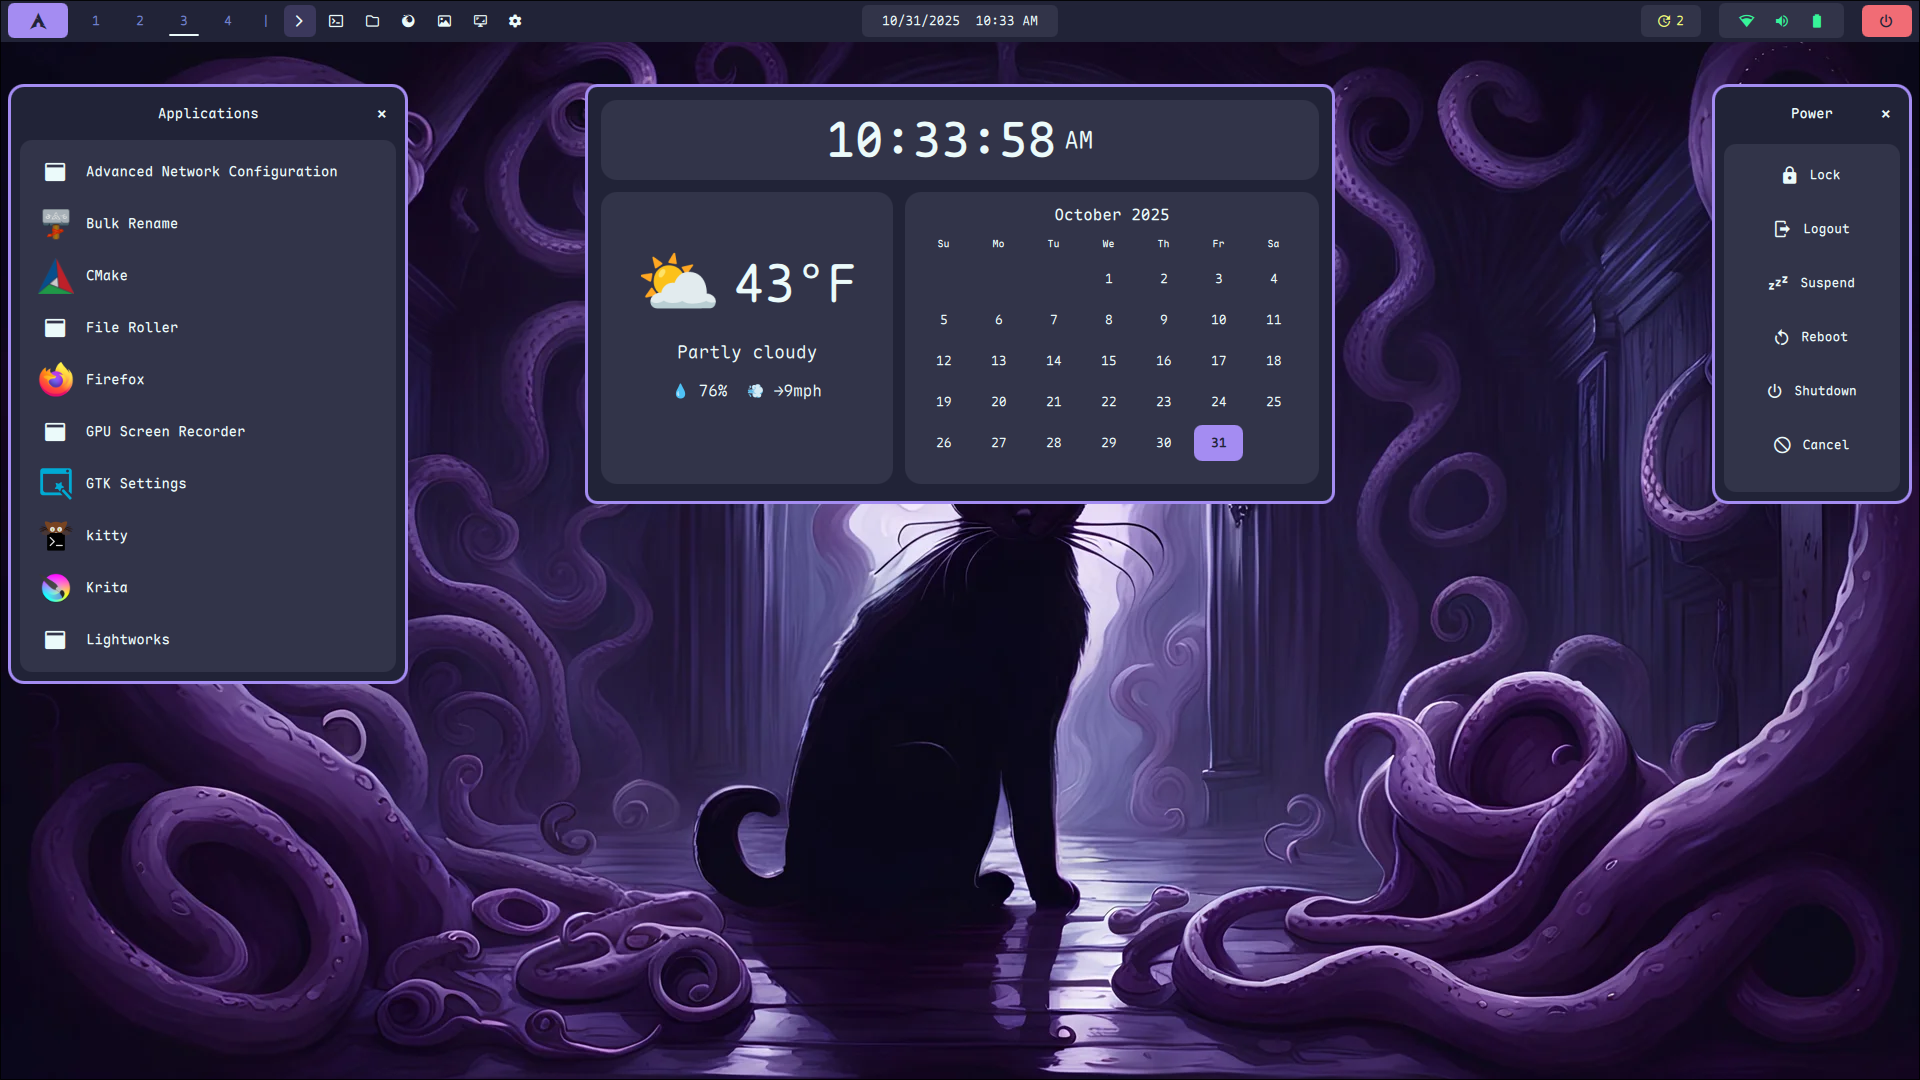 1 2 3 4 |
10/31/2025 10:33 AM
2
Applications ×
Advanced Network Configuration
Bulk Rename
CMake
File Roller
Firefox
GPU Screen Recorder
GTK Settings
kitty
Krita
Lightworks
10:33:58 AM
43°F
Partly cloudy
76% →9mph
October 2025
Su Mo Tu We Th Fr Sa
1 2 3 4
5 6 7 8 9 10 11
12 13 14 15 16 17 18
19 20 21 22 23 24 25
26 27 28 29 30 31
Power ×
Lock
Logout
zzz Suspend
Reboot
Shutdown
Cancel